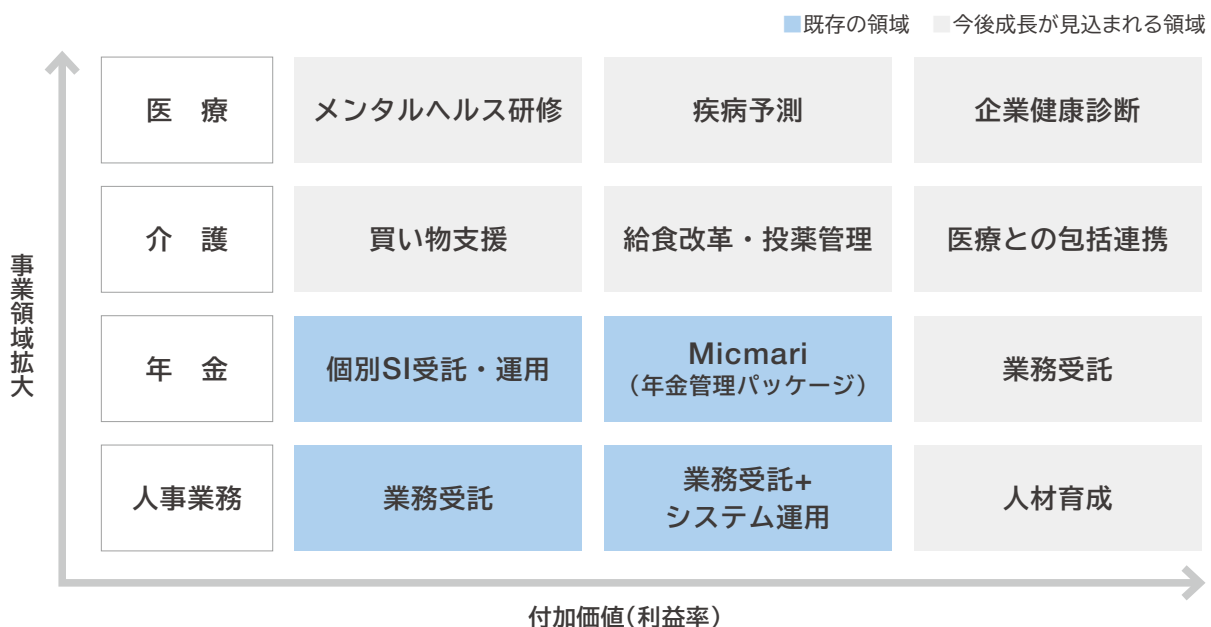 ■既存の領域 ■今後成長が見込まれる領域
事業領域拡大
医　療
メンタルヘルス研修
疾病予測
企業健康診断
介　護
買い物支援
給食改革・投薬管理
医療との包括連携
年　金
個別SI受託・運用
Micmari
（年金管理パッケージ）
業務受託
人事業務
業務受託
業務受託+
システム運用
人材育成
付加価値（利益率）